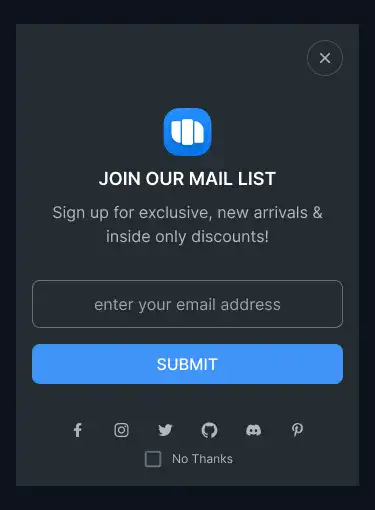 JOIN OUR MAIL LIST
Sign up for exclusive, new arrivals &
inside only discounts!
enter your email address
SUBMIT
No Thanks